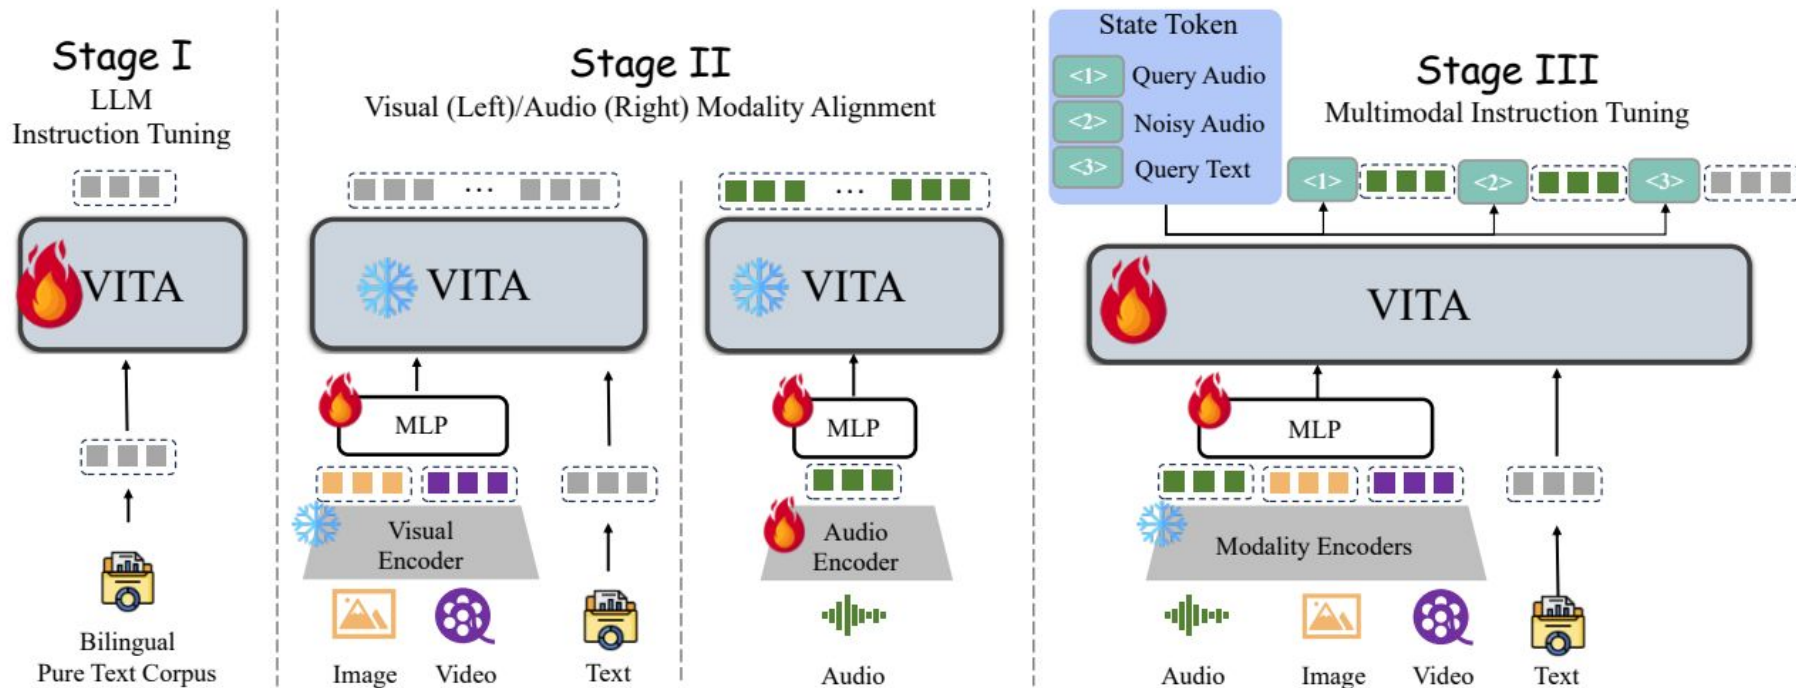 Stage I
LLM
Instruction Tuning
VITA
Bilingual
Pure Text Corpus
Stage II
Visual (Left)/Audio (Right) Modality Alignment
VITA
MLP
Visual
Encoder
Image
Video
Text
VITA
MLP
Audio
Encoder
Audio
State Token
<1> Query Audio
<2> Noisy Audio
<3> Query Text
Stage III
Multimodal Instruction Tuning
<1>
<2>
<3>
VITA
MLP
Modality Encoders
Audio
Image
Video
Text